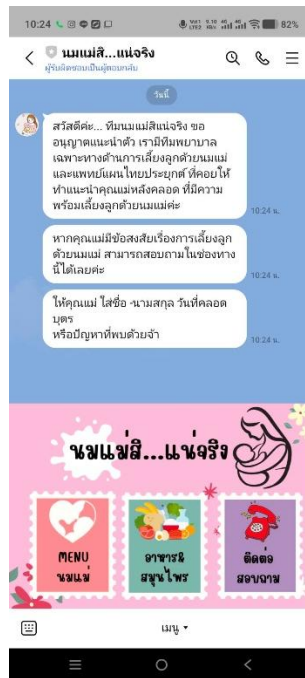 10:24
82%
นมแม่สิ...แน่จริง
ผู้รับผิดชอบเป็นผู้ตอบกลับ
วันนี้
สวัสดีค่ะ... ทีมนมแม่สิแน่จริง ขอ
อนุญาตแนะนำตัว เรามีทีมพยาบาล
เฉพาะทางด้านการเลี้ยงลูกด้วยนมแม่
และแพทย์แผนไทยประยุกต์ ที่คอยให้
คำแนะนำคุณแม่หลังคลอด ที่มีความ
พร้อมเลี้ยงลูกด้วยนมแม่ค่ะ
10:24 น.
หากคุณแม่มีข้อสงสัยเรื่องการเลี้ยงลูก
ด้วยนมแม่ สามารถสอบถามในช่องทาง
นี้ได้เลยค่ะ
10:24 น.
ให้คุณแม่ ใส่ชื่อ -นามสกุล วันที่คลอด
บุตร
หรือปัญหาที่พบด้วยจ้า
10:24 น.
นมแม่สิ...แน่จริง
MENU
นมแม่
อาหาร&
สมุนไพร
ติดต่อ
สอบถาม
เมนู